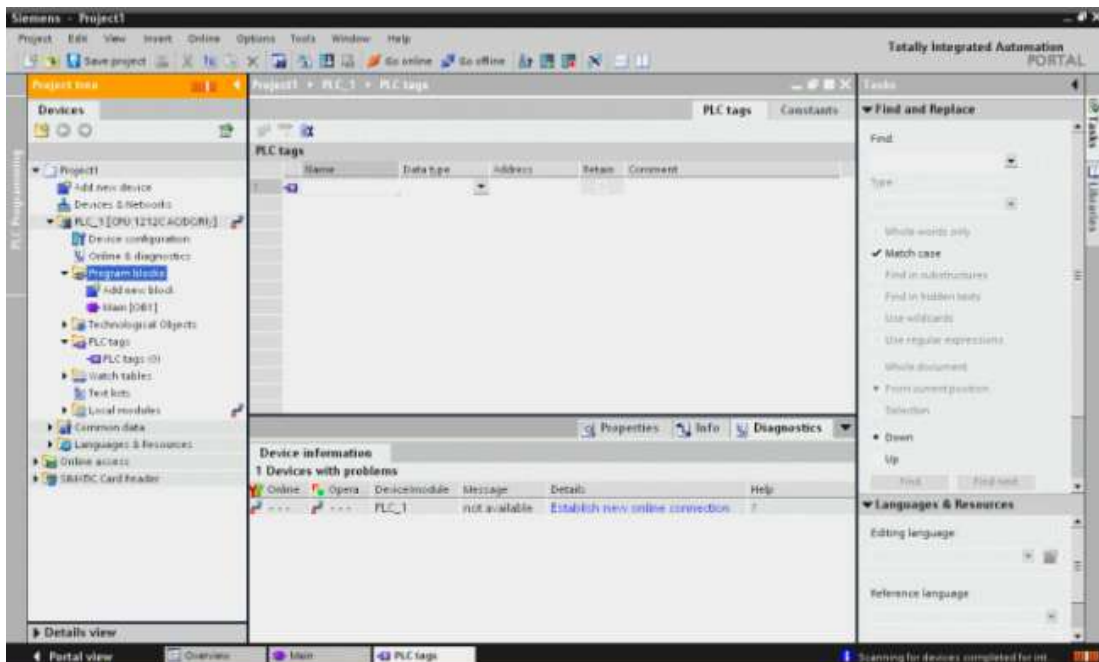 Siemens - Project1
Project Edit View Insert Online Options Tools Window Help
Totally Integrated Automation
PORTAL
Save project
Go online
Go offline
Project tree
Project1 PLC_1 PLC tags
Tasks
Devices
PLC tags
Constants
Find and Replace
Find:
PLC tags
Name Data type Address Retain Comment
Project1
Add new device
Devices & Networks
Device configuration
Online & diagnostics
Program blocks
Add new block
Main [OB1]
Technological Objects
PLC tags
PLC tags (0)
Watch tables
Text lists
Local modules
Common data
Languages & Resources
Online access
SIMATIC Card Reader
Type:
Whole words only
Match case
Find in substructures
Find in hidden texts
Use wildcards
Use regular expressions
Whole document
From current position
Selection
Down
Up
Find Find next
Properties Info Diagnostics
Device information
1 Devices with problems
Online Opera Device/module Message Details Help
PLC_1 not available Establish new online connection ?
Languages & Resources
Editing language:
Reference language
Details view
Portal view
Overview
Main
PLC tags
Scanning for devices completed for int
PLC Programming
Tasks
Libraries